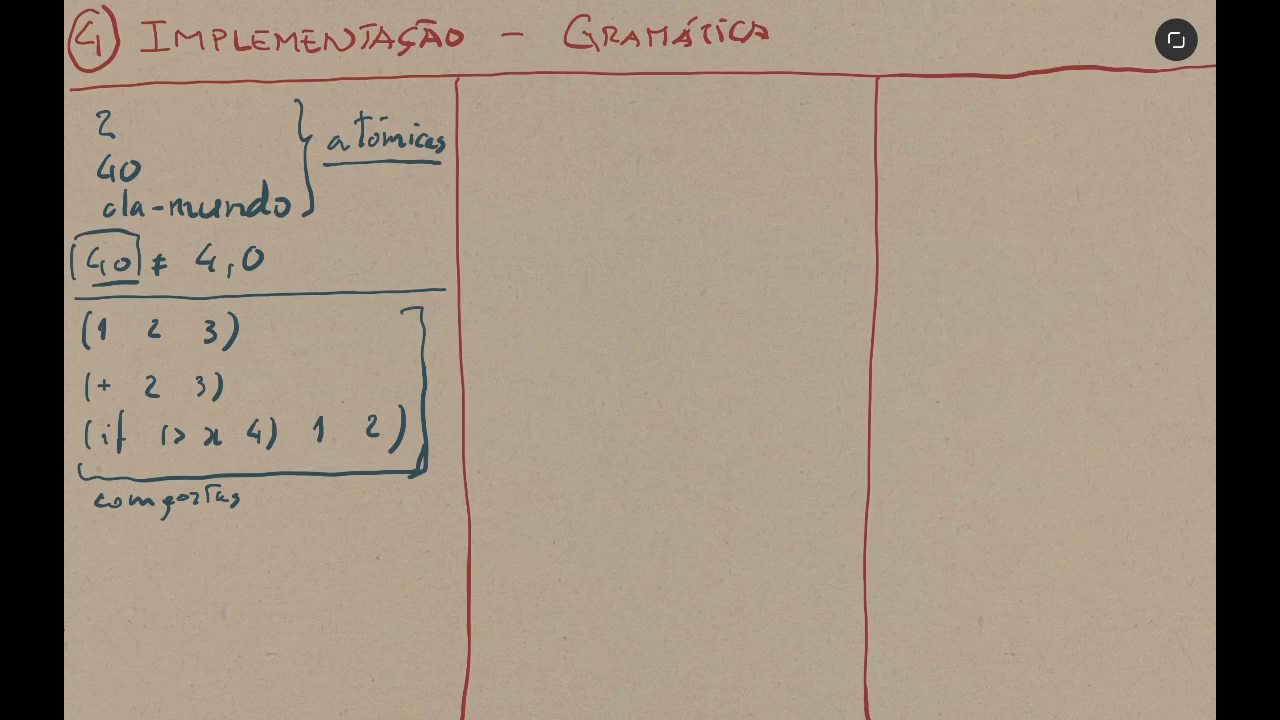 4) IMPLEMENTAÇÃO - GRAMÁTICA
2
40
ola-mundo
atômicas
40 ≠ 4,0
(1 2 3)
(+ 2 3)
(if (> x 4) 1 2)
compostas